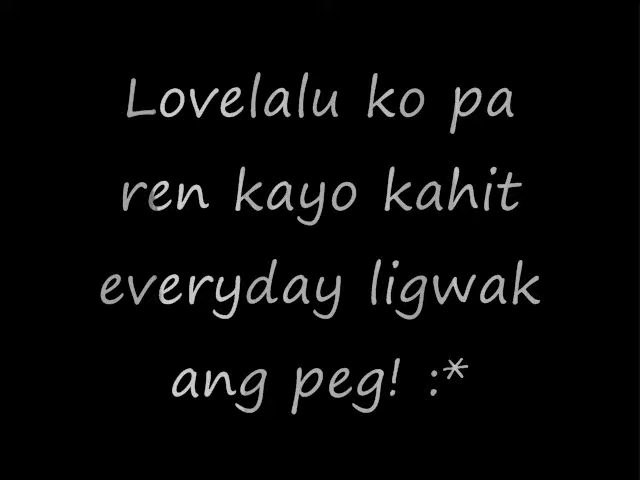 Lovelalu ko pa
ren kayo kahit
everyday ligwak
ang peg! :*